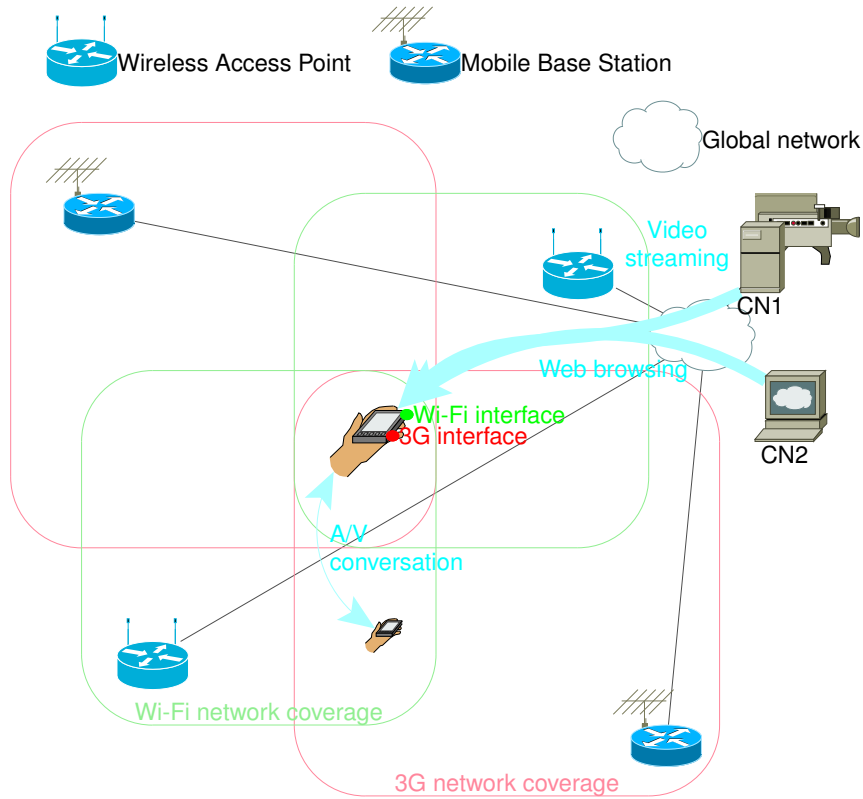 Wireless Access Point
Mobile Base Station
Global network
Video
streaming
CN1
Web browsing
Wi-Fi interface
3G interface
CN2
A/V
conversation
Wi-Fi network coverage
3G network coverage